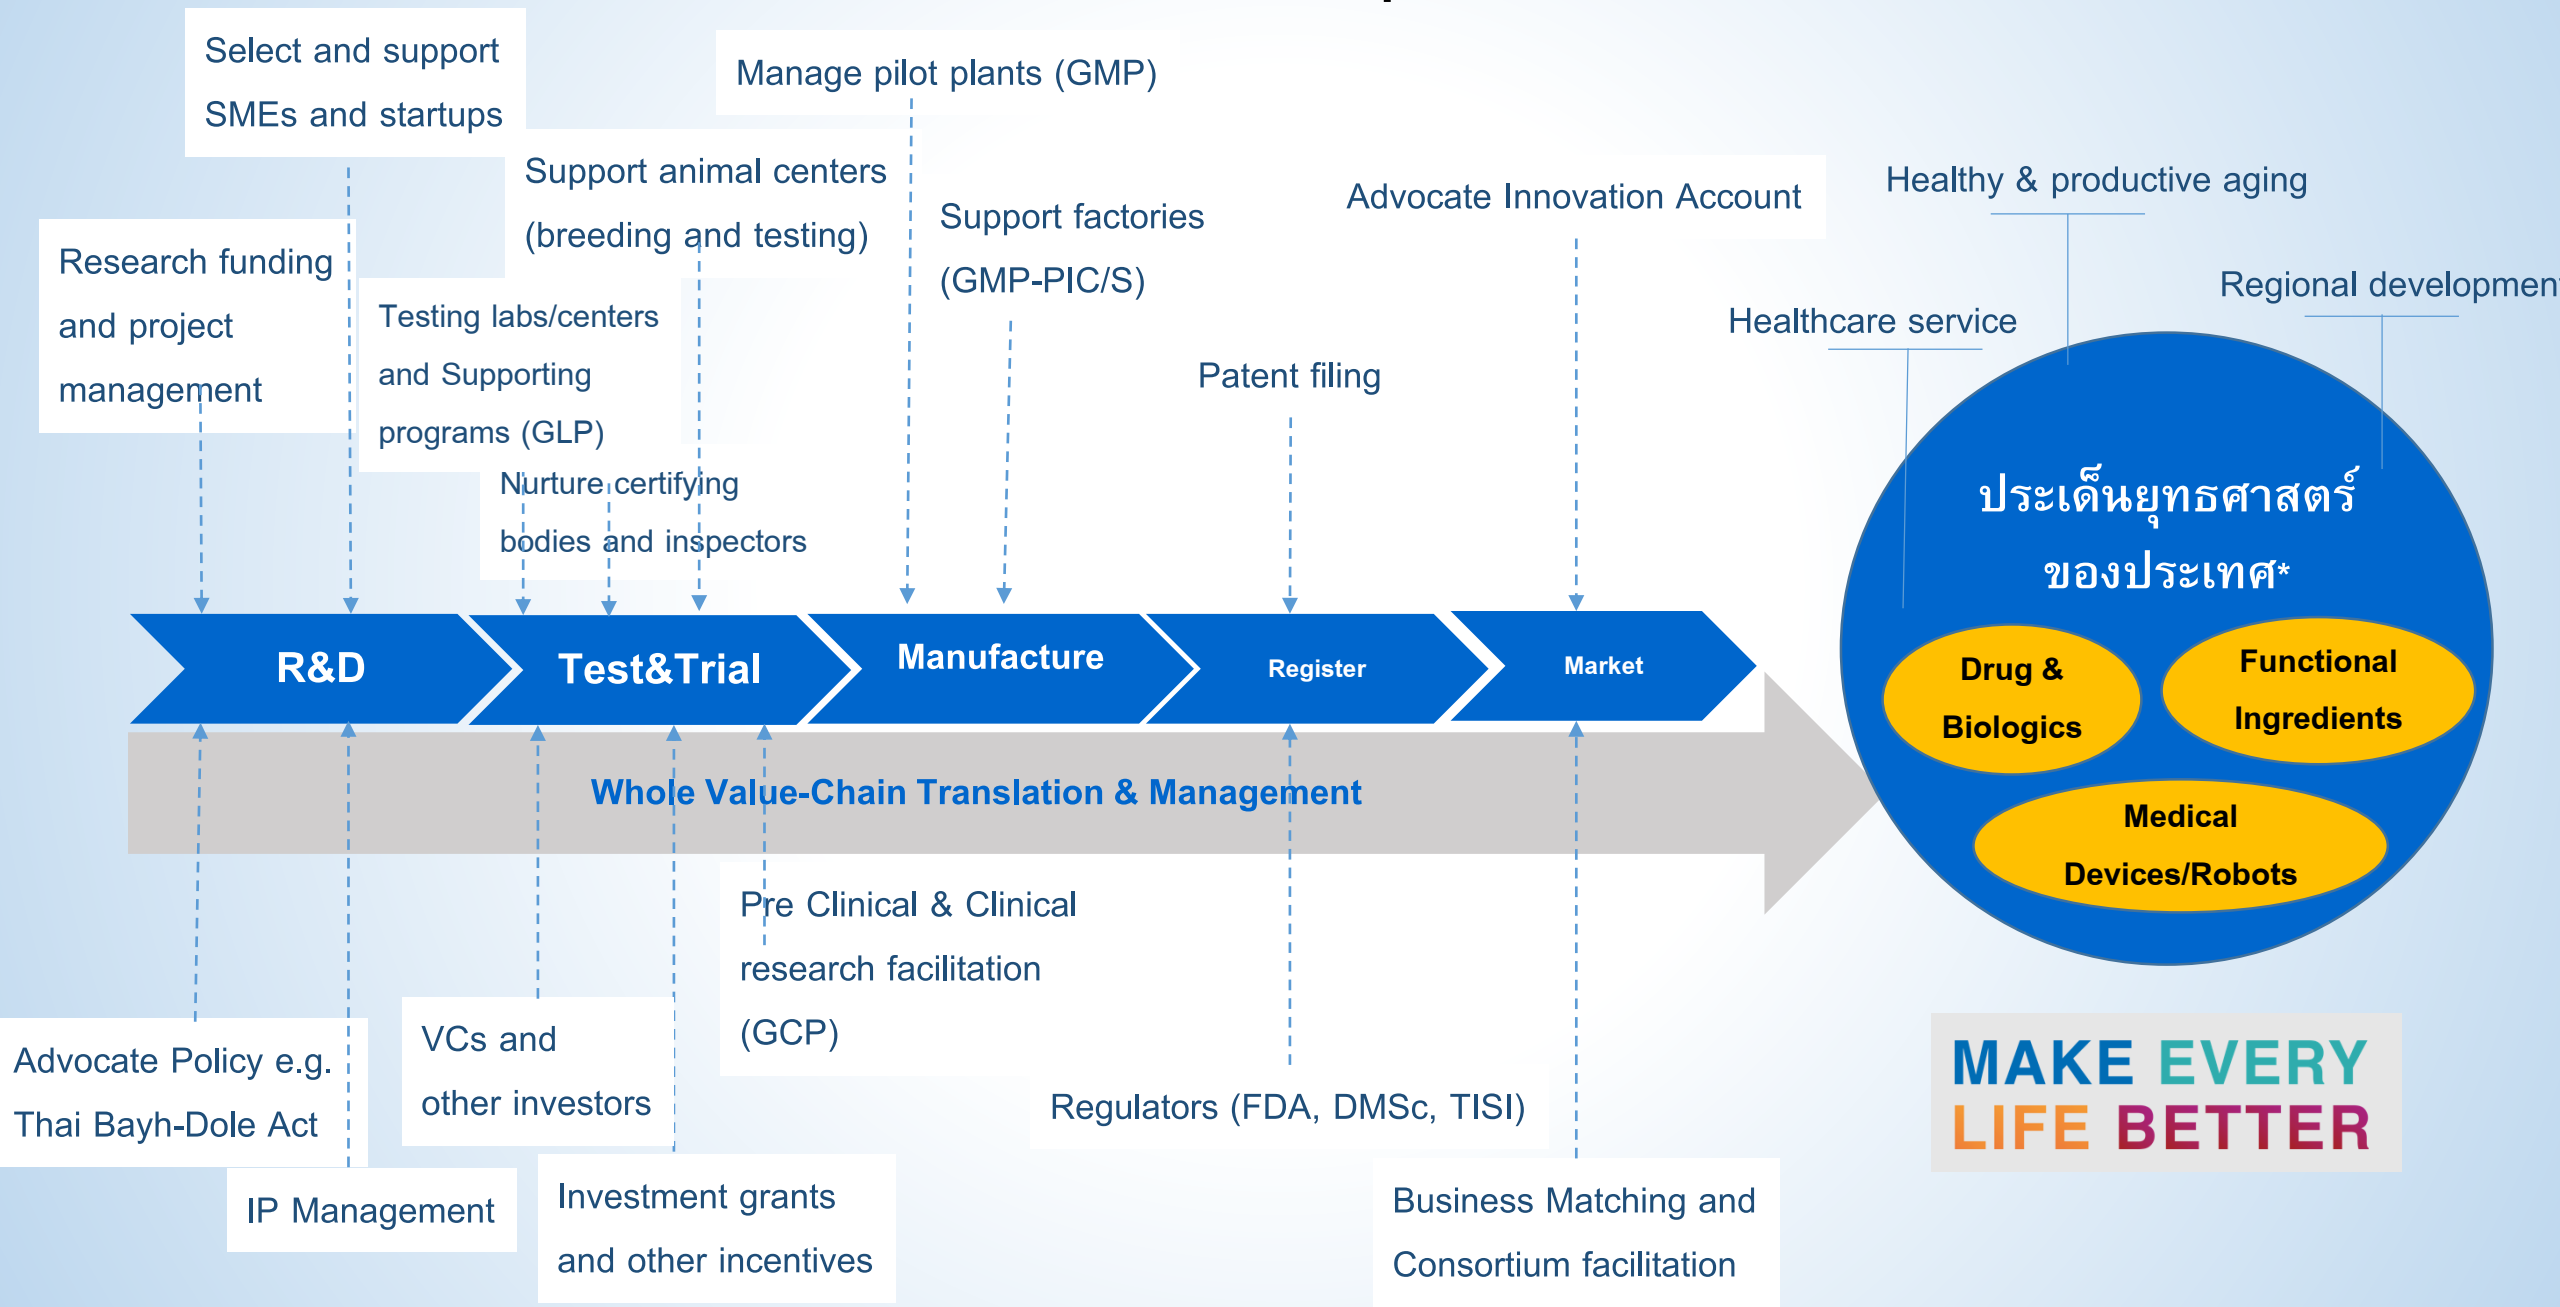 Select and support
SMEs and startups
Manage pilot plants (GMP)
Support animal centers
(breeding and testing)
Support factories
(GMP-PIC/S)
Advocate Innovation Account
Healthy & productive aging
Regional development
Healthcare service
Research funding
and project
management
Testing labs/centers
and Supporting
programs (GLP)
Patent filing
Nurture certifying
bodies and inspectors
ประเด็นยุทธศาสตร์
ของประเทศ*
R&D
Test&Trial
Manufacture
Register
Market
Drug &
Biologics
Functional
Ingredients
Medical
Devices/Robots
Whole Value-Chain Translation & Management
Pre Clinical & Clinical
research facilitation
(GCP)
Advocate Policy e.g.
Thai Bayh-Dole Act
VCs and
other investors
Regulators (FDA, DMSc, TISI)
IP Management
Investment grants
and other incentives
Business Matching and
Consortium facilitation
MAKE EVERY
LIFE BETTER